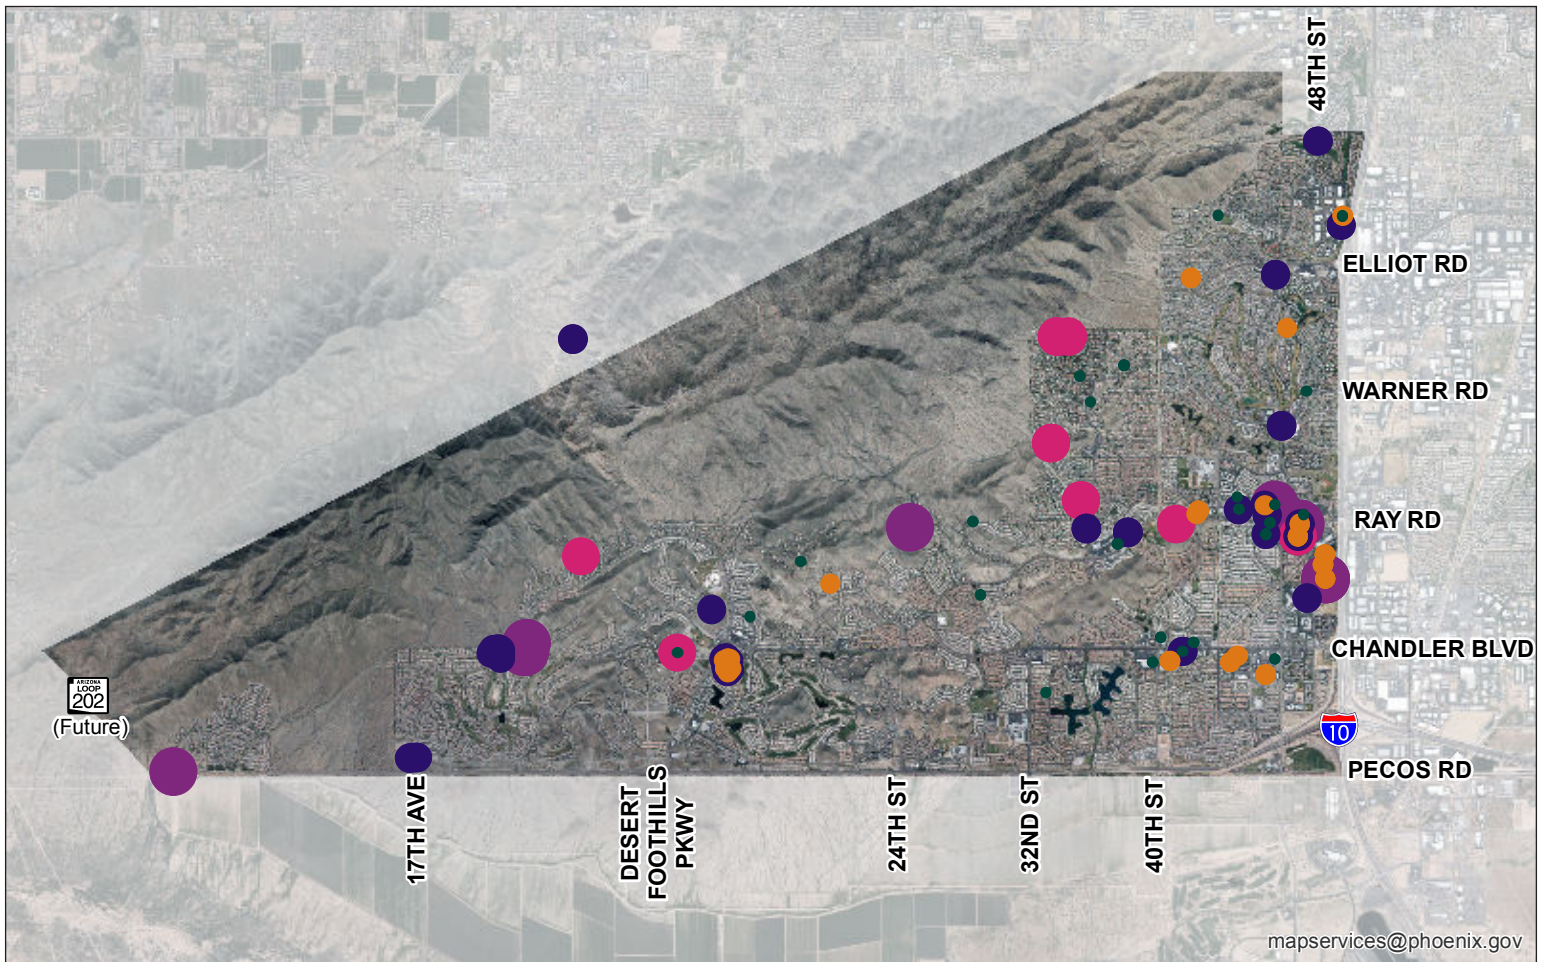 48TH ST
ELLIOT RD
WARNER RD
RAY RD
CHANDLER BLVD
ARIZONA
LOOP
202
(Future)
10
PECOS RD
17TH AVE
DESERT
FOOTHILLS
PKWY
24TH ST
32ND ST
40TH ST
mapservices@phoenix.gov